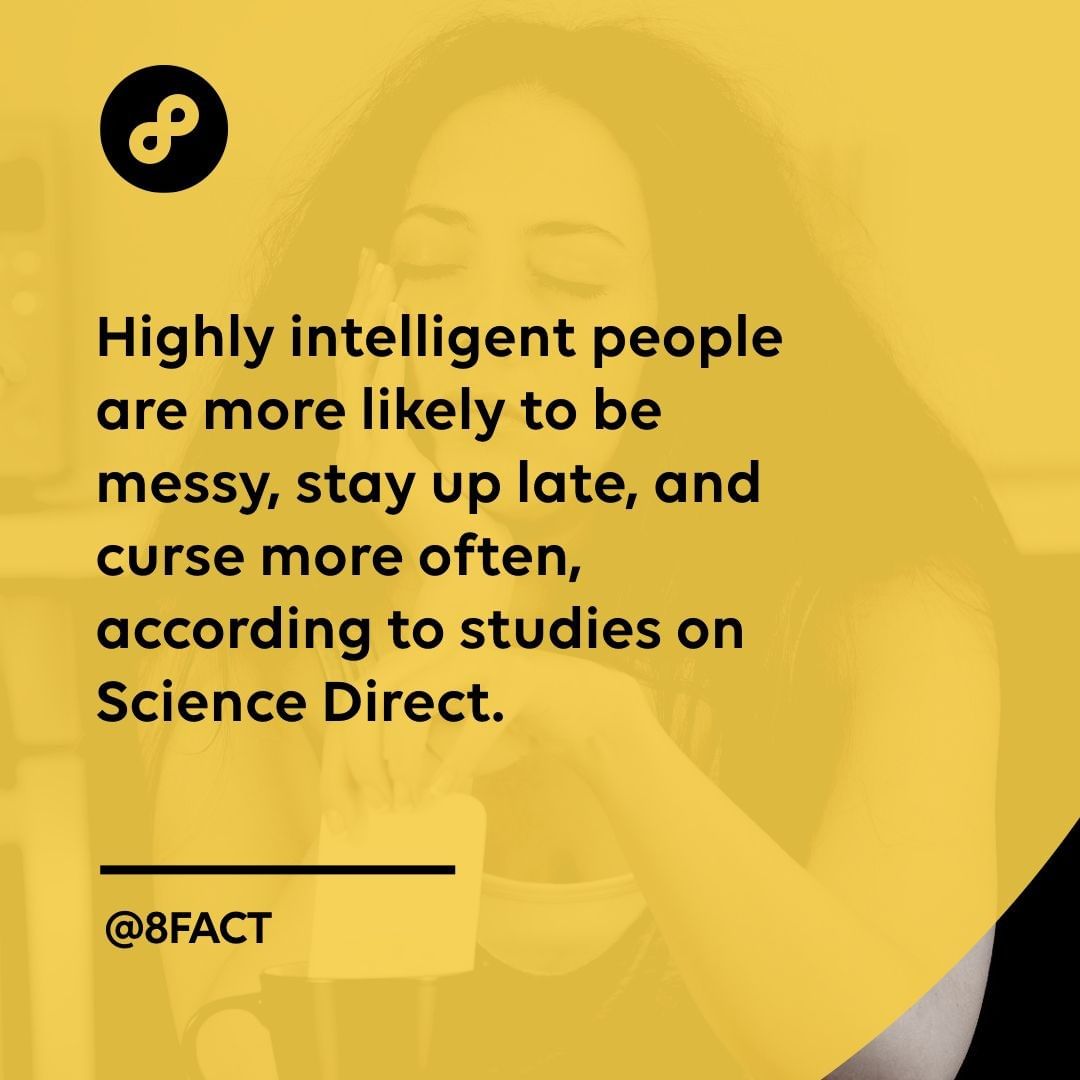 Highly intelligent people
are more likely to be
messy, stay up late, and
curse more often,
according to studies on
Science Direct.
@8FACT